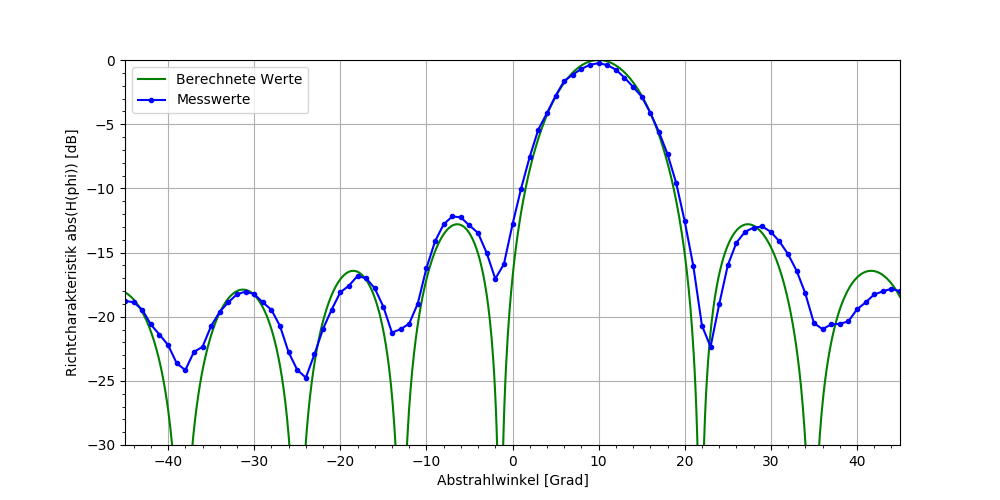 Berechnete Werte
Messwerte
Richtcharakteristik abs(H(phi)) [dB]
0
−5
−10
−15
−20
−25
−30
−40 −30 −20 −10 0 10 20 30 40
Abstrahlwinkel [Grad]